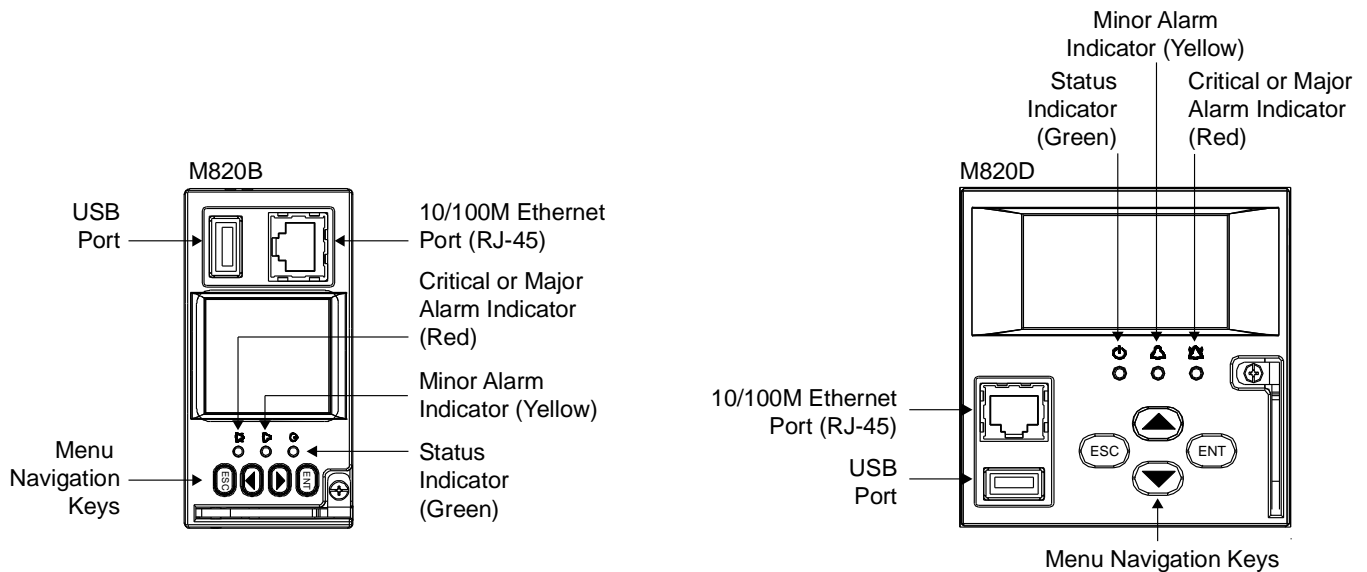 M820B
USB
Port
10/100M Ethernet
Port (RJ-45)
Critical or Major
Alarm Indicator
(Red)
Minor Alarm
Indicator (Yellow)
Status
Indicator
(Green)
Menu
Navigation
Keys
ESC
ENT
Minor Alarm
Indicator (Yellow)
Status
Indicator
(Green)
Critical or Major
Alarm Indicator
(Red)
M820D
10/100M Ethernet
Port (RJ-45)
USB
Port
ESC
ENT
Menu Navigation Keys